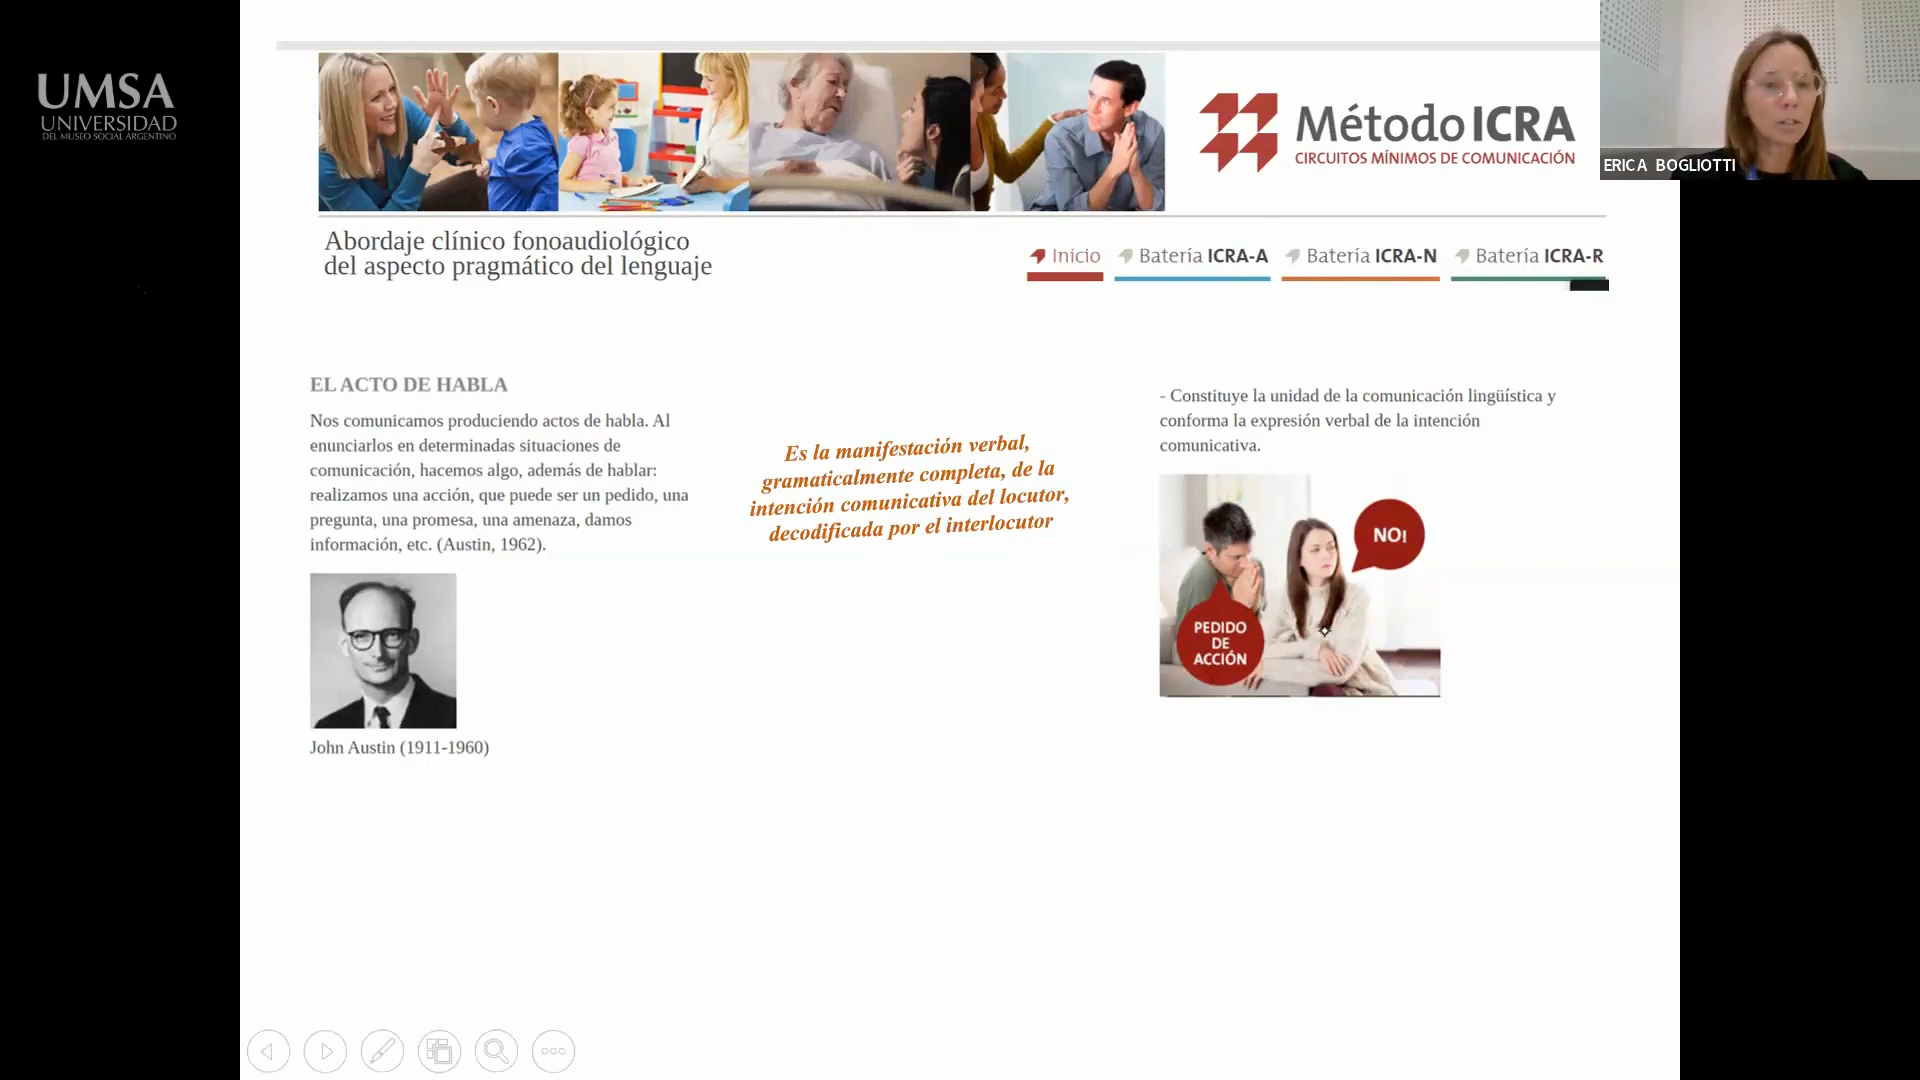 UMSA
UNIVERSIDAD
DEL MUSEO SOCIAL ARGENTINO
Método ICRA
CIRCUITOS MÍNIMOS DE COMUNICACIÓN
ERICA BOGLIOTTI
Abordaje clínico fonoaudiológico
del aspecto pragmático del lenguaje
Inicio
Batería ICRA-A
Batería ICRA-N
Batería ICRA-R
EL ACTO DE HABLA
Nos comunicamos produciendo actos de habla. Al
enunciarlos en determinadas situaciones de
comunicación, hacemos algo, además de hablar:
realizamos una acción, que puede ser un pedido, una
pregunta, una promesa, una amenaza, damos
información, etc. (Austin, 1962).
John Austin (1911-1960)
Es la manifestación verbal,
gramaticalmente completa, de la
intención comunicativa del locutor,
decodificada por el interlocutor
- Constituye la unidad de la comunicación lingüística y
conforma la expresión verbal de la intención
comunicativa.
NO!
PEDIDO
DE
ACCIÓN